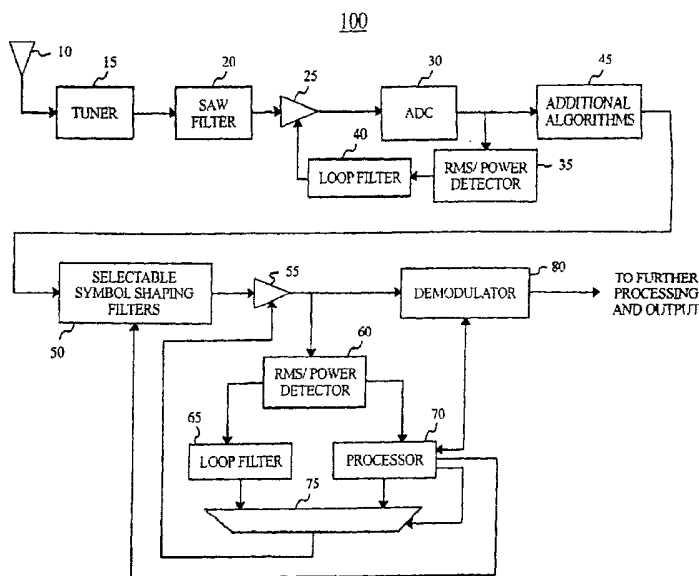 100
10
15
TUNER
20
SAW
FILTER
25
30
ADC
45
ADDITIONAL
ALGORITHMS
40
LOOP FILTER
RMS/ POWER
DETECTOR
35
SELECTABLE
SYMBOL SHAPING
FILTERS
50
55
80
DEMODULATOR
TO FURTHER
PROCESSING
AND OUTPUT
60
RMS/ POWER
DETECTOR
65
LOOP FILTER
70
PROCESSOR
75